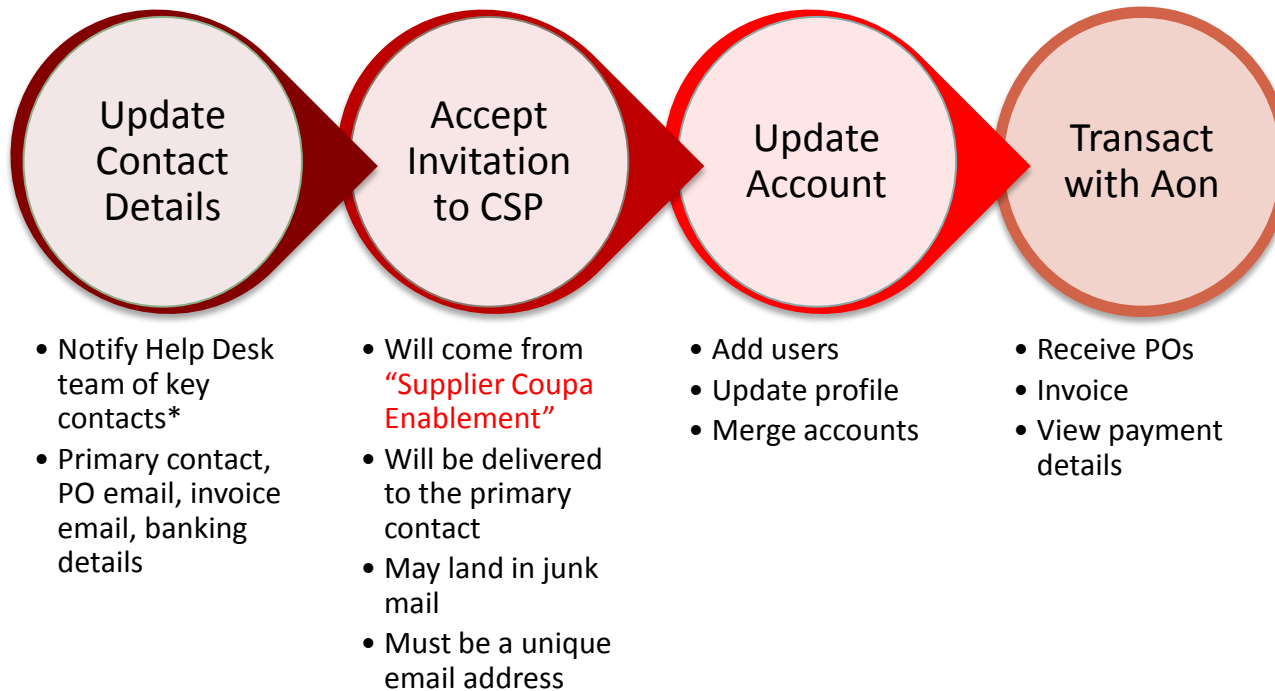 Update
Contact
Details
• Notify Help Desk
team of key
contacts*
• Primary contact,
PO email, invoice
email, banking
details
Accept
Invitation
to CSP
• Will come from
“Supplier Coupa
Enablement”
• Will be delivered
to the primary
contact
• May land in junk
mail
• Must be a unique
email address
Update
Account
• Add users
• Update profile
• Merge accounts
Transact
with Aon
• Receive POs
• Invoice
• View payment
details